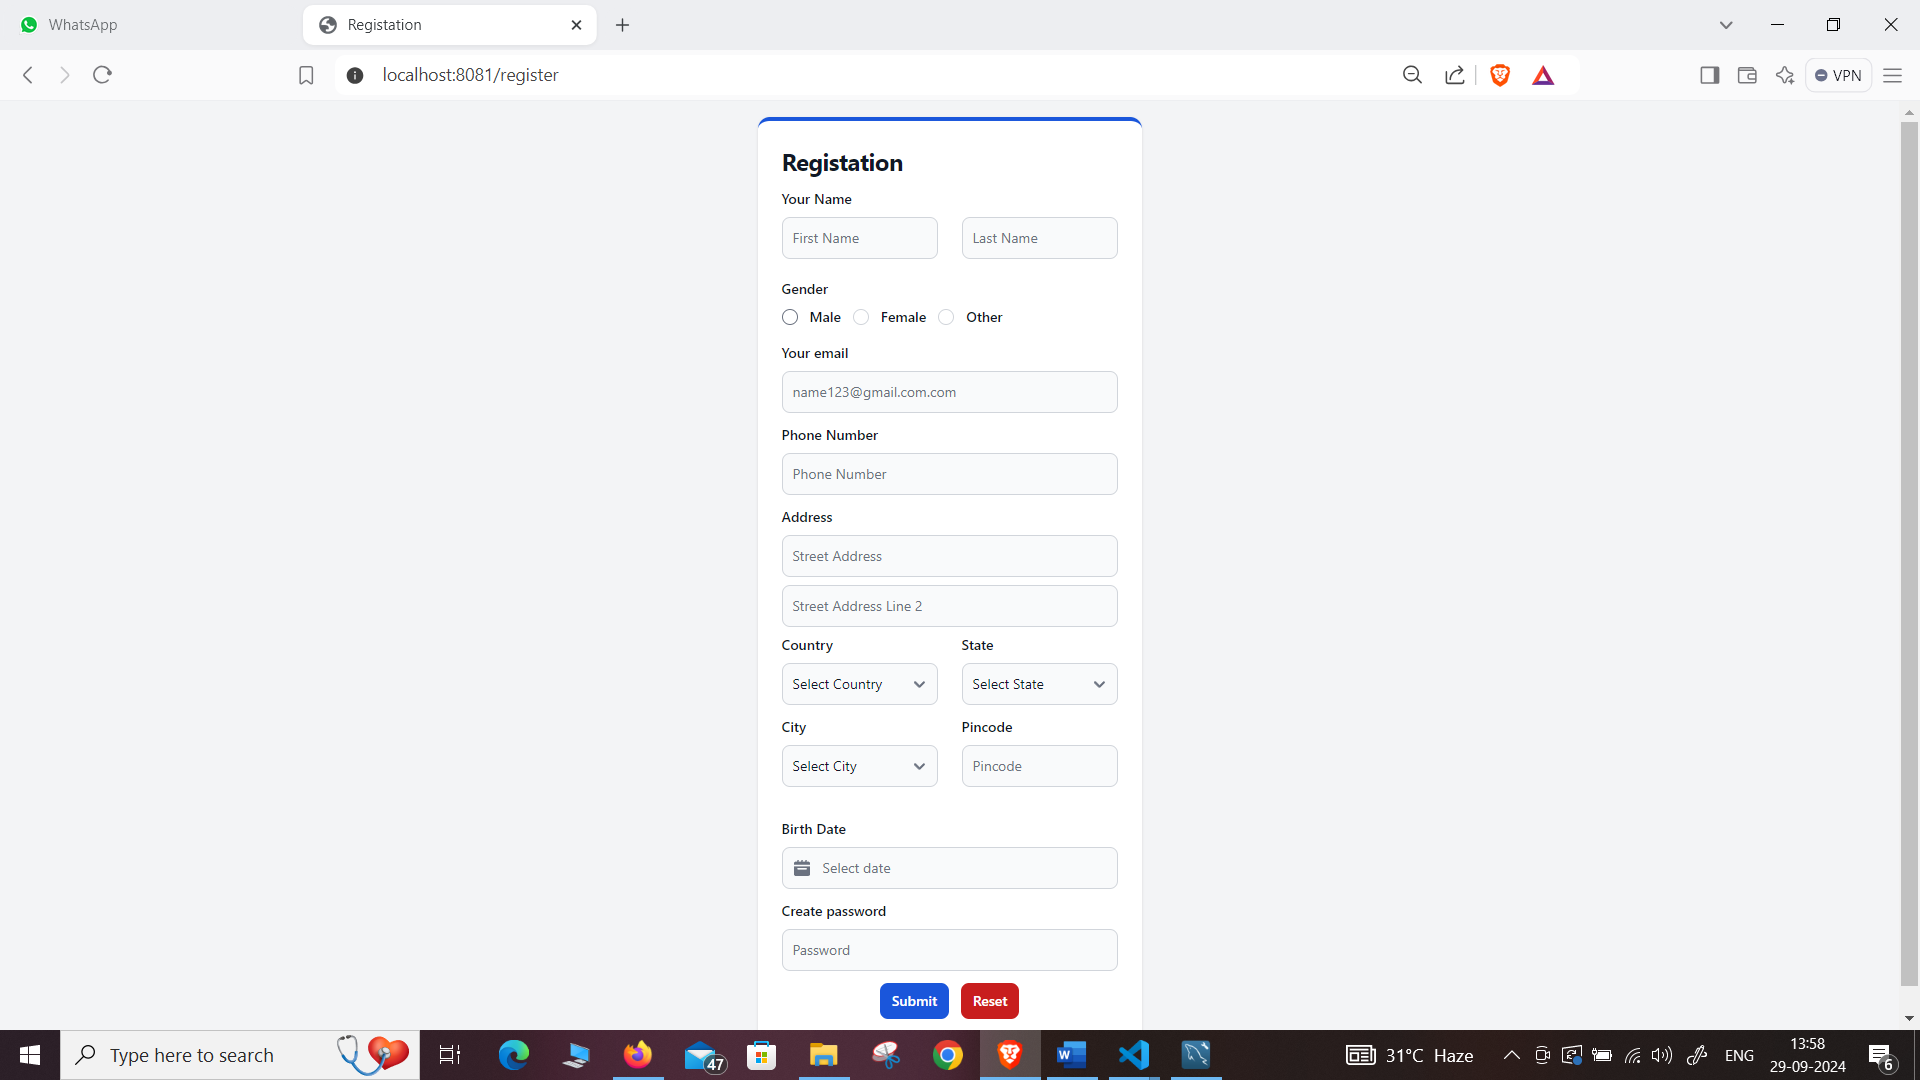 WhatsApp
Registation
localhost:8081/register
VPN
Registation
Your Name
First Name Last Name
Gender
Male Female Other
Your email
name123@gmail.com.com
Phone Number
Phone Number
Address
Street Address
Street Address Line 2
Country State
Select Country Select State
City Pincode
Select City Pincode
Birth Date
Select date
Create password
Password
Submit Reset
Type here to search
47
31°C Haze
ENG
13:58
29-09-2024
6